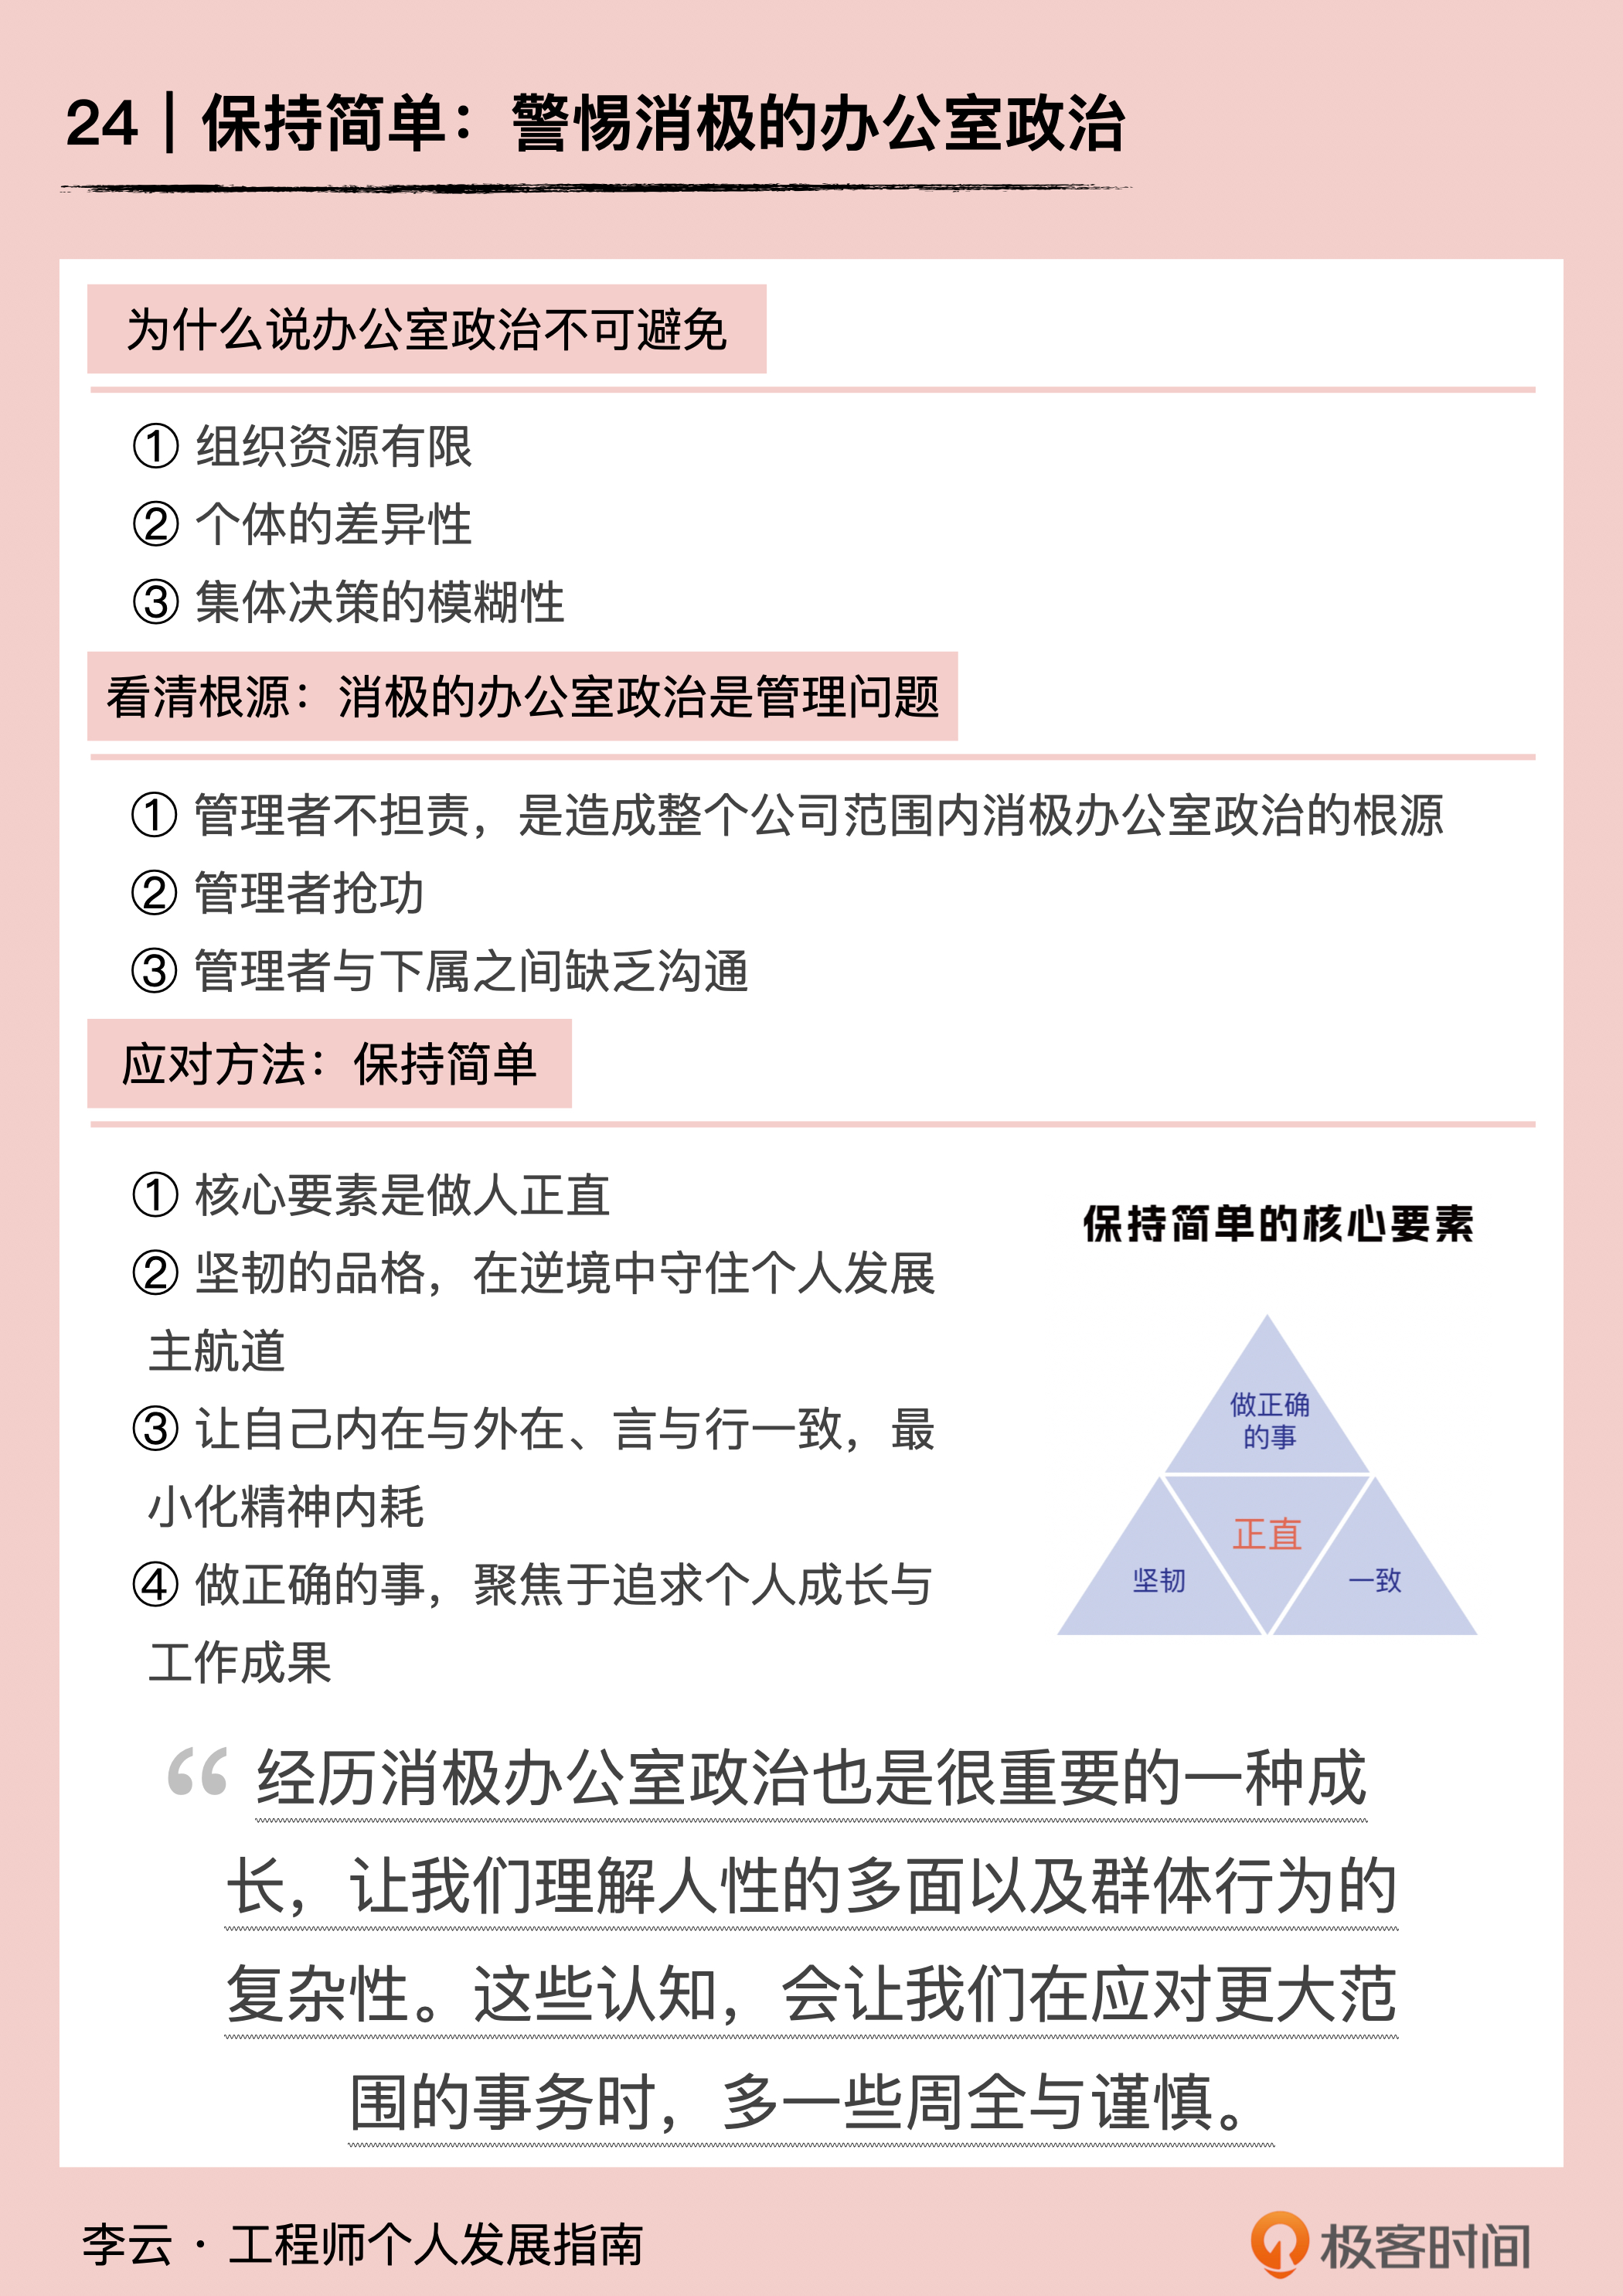 24｜保持简单：警惕消极的办公室政治
为什么说办公室政治不可避免
① 组织资源有限
② 个体的差异性
③ 集体决策的模糊性
看清根源：消极的办公室政治是管理问题
① 管理者不担责，是造成整个公司范围内消极办公室政治的根源
② 管理者抢功
③ 管理者与下属之间缺乏沟通
应对方法：保持简单
① 核心要素是做人正直
② 坚韧的品格，在逆境中守住个人发展
主航道
③ 让自己内在与外在、言与行一致，最
小化精神内耗
④ 做正确的事，聚焦于追求个人成长与
工作成果
保持简单的核心要素
做正确
的事
正直
坚韧
一致
“ 经历消极办公室政治也是很重要的一种成
长，让我们理解人性的多面以及群体行为的
复杂性。这些认知，会让我们在应对更大范
围的事务时，多一些周全与谨慎。
李云 · 工程师个人发展指南
极客时间